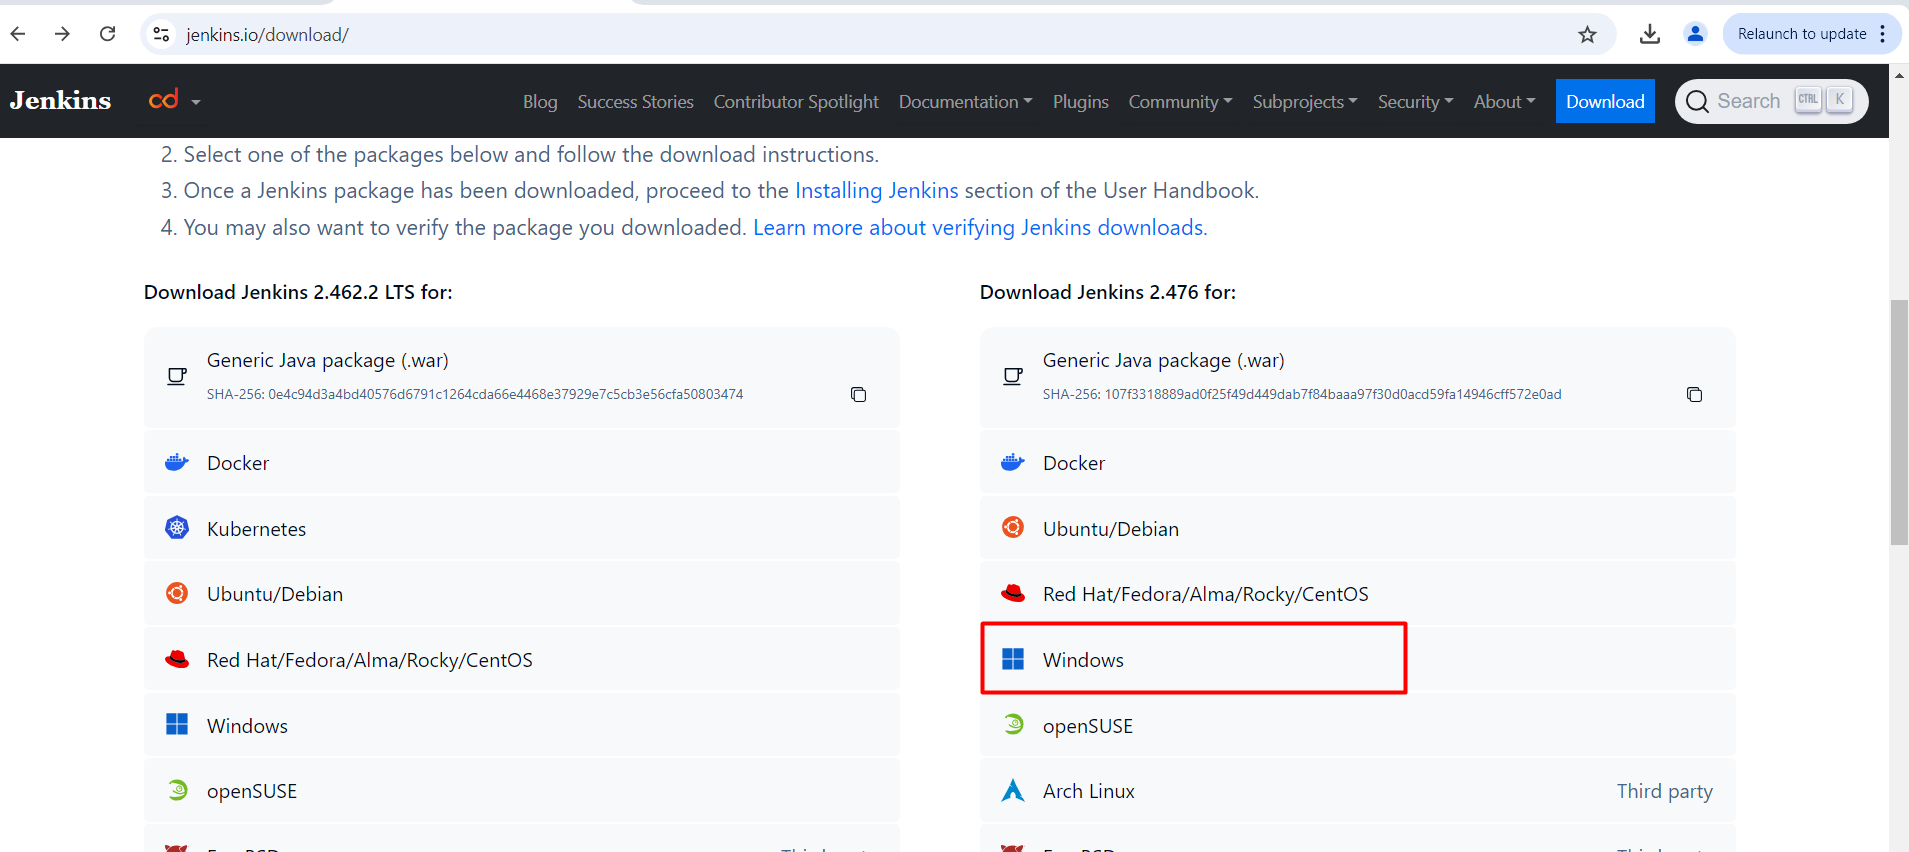 jenkins.io/download/
Relaunch to update
Jenkins cd Blog Success Stories Contributor Spotlight Documentation Plugins Community Subprojects Security About Download Search CTRL K
2. Select one of the packages below and follow the download instructions.
3. Once a Jenkins package has been downloaded, proceed to the Installing Jenkins section of the User Handbook.
4. You may also want to verify the package you downloaded. Learn more about verifying Jenkins downloads.
Download Jenkins 2.462.2 LTS for:
Generic Java package (.war)
SHA-256: 0e4c94d3a4bd40576d6791c1264cda66e4468e37929e7c5cb3e56cfa50803474
Docker
Kubernetes
Ubuntu/Debian
Red Hat/Fedora/Alma/Rocky/CentOS
Windows
openSUSE
Download Jenkins 2.476 for:
Generic Java package (.war)
SHA-256: 107f3318889ad0f25f49d449dab7f84baaa97f30d0acd59fa14946cff572e0ad
Docker
Ubuntu/Debian
Red Hat/Fedora/Alma/Rocky/CentOS
Windows
openSUSE
Arch Linux Third party